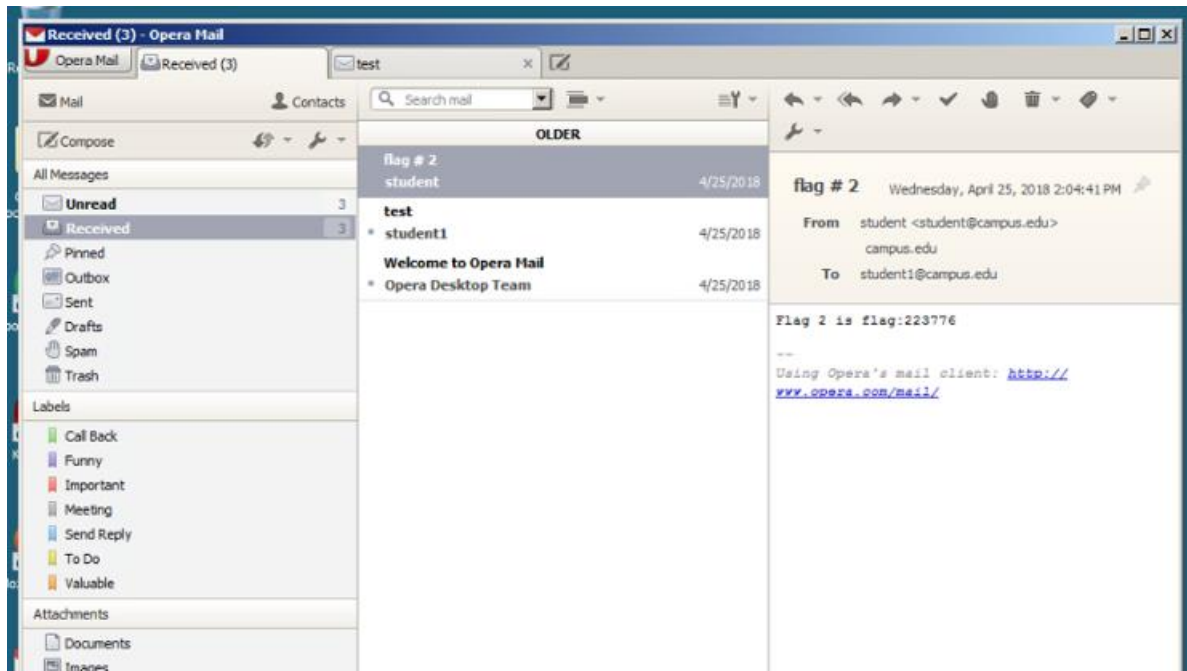 Received (3) - Opera Mail
Opera Mail
Received (3)
test
Mail
Contacts
Compose
All Messages
Unread 3
Received 3
Pinned
Outbox
Sent
Drafts
Spam
Trash
Labels
Call Back
Funny
Important
Meeting
Send Reply
To Do
Valuable
Attachments
Documents
Images
Search mail
OLDER
flag # 2
student 4/25/2018
test
student1 4/25/2018
Welcome to Opera Mail
Opera Desktop Team 4/25/2018
flag # 2 Wednesday, April 25, 2018 2:04:41 PM
From student <student@campus.edu>
campus.edu
To student1@campus.edu
Flag 2 is flag:223776
--
Using Opera's mail client: http://
www.opera.com/mail/